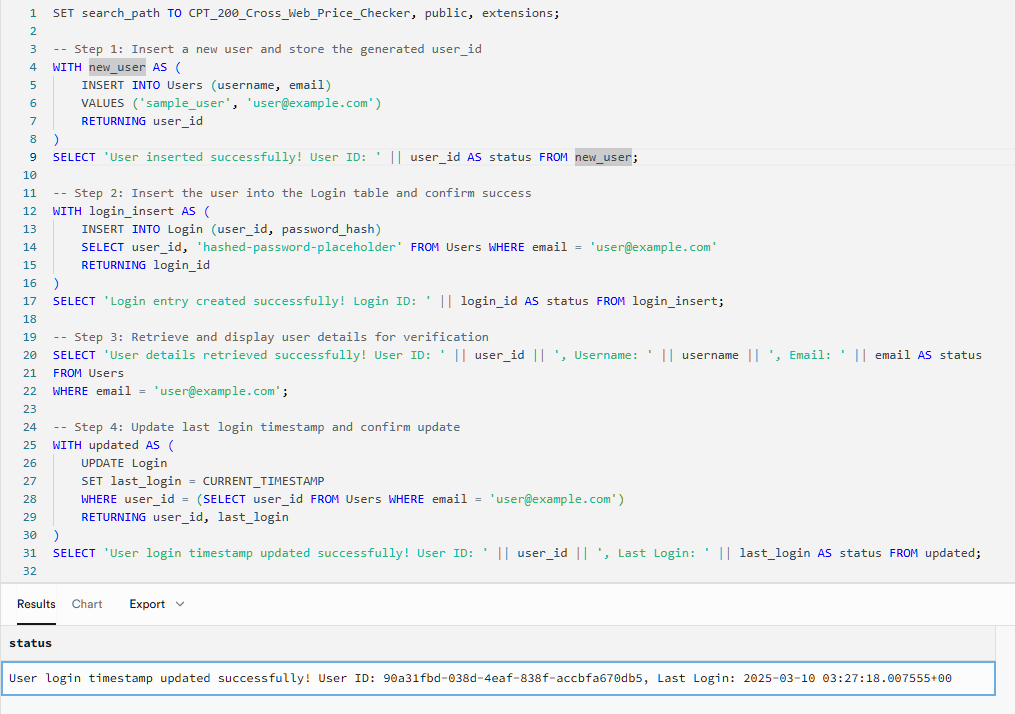 1 SET search_path TO CPT_200_Cross_Web_Price_Checker, public, extensions;
2
3 -- Step 1: Insert a new user and store the generated user_id
4 WITH new_user AS (
5 INSERT INTO Users (username, email)
6 VALUES ('sample_user', 'user@example.com')
7 RETURNING user_id
8 )
9 SELECT 'User inserted successfully! User ID: ' || user_id AS status FROM new_user;
10
11 -- Step 2: Insert the user into the Login table and confirm success
12 WITH login_insert AS (
13 INSERT INTO Login (user_id, password_hash)
14 SELECT user_id, 'hashed-password-placeholder' FROM Users WHERE email = 'user@example.com'
15 RETURNING login_id
16 )
17 SELECT 'Login entry created successfully! Login ID: ' || login_id AS status FROM login_insert;
18
19 -- Step 3: Retrieve and display user details for verification
20 SELECT 'User details retrieved successfully! User ID: ' || user_id || ', Username: ' || username || ', Email: ' || email AS status
21 FROM Users
22 WHERE email = 'user@example.com';
23
24 -- Step 4: Update last login timestamp and confirm update
25 WITH updated AS (
26 UPDATE Login
27 SET last_login = CURRENT_TIMESTAMP
28 WHERE user_id = (SELECT user_id FROM Users WHERE email = 'user@example.com')
29 RETURNING user_id, last_login
30 )
31 SELECT 'User login timestamp updated successfully! User ID: ' || user_id || ', Last Login: ' || last_login AS status FROM updated;
32
Results Chart Export
status
User login timestamp updated successfully! User ID: 90a31fbd-038d-4eaf-838f-accbfa670db5, Last Login: 2025-03-10 03:27:18.007555+00